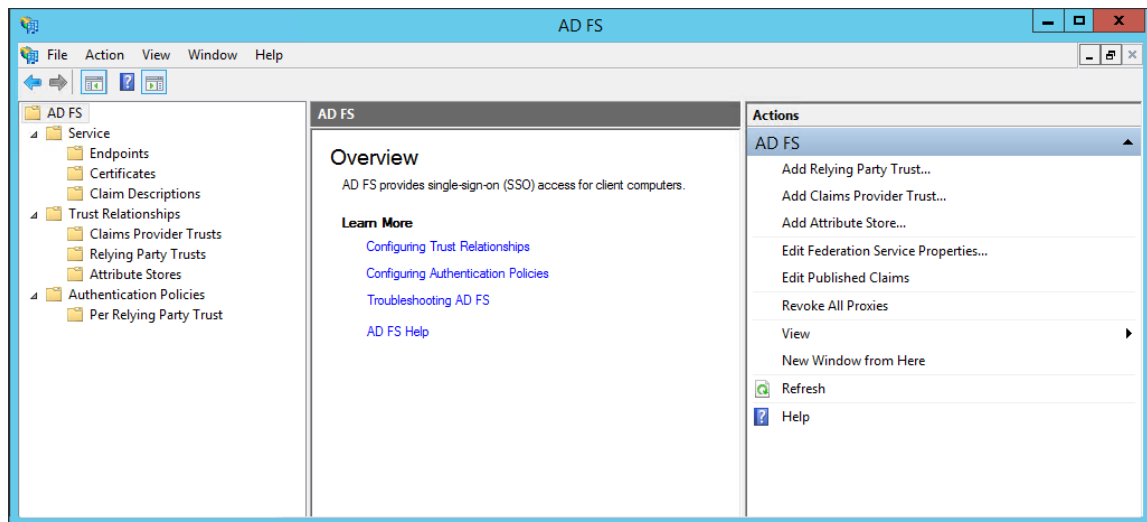 AD FS
File Action View Window Help
AD FS
Service
Endpoints
Certificates
Claim Descriptions
Trust Relationships
Claims Provider Trusts
Relying Party Trusts
Attribute Stores
Authentication Policies
Per Relying Party Trust
AD FS
Overview
AD FS provides single-sign-on (SSO) access for client computers.
Learn More
Configuring Trust Relationships
Configuring Authentication Policies
Troubleshooting AD FS
AD FS Help
Actions
AD FS
Add Relying Party Trust...
Add Claims Provider Trust...
Add Attribute Store...
Edit Federation Service Properties...
Edit Published Claims
Revoke All Proxies
View
New Window from Here
Refresh
Help